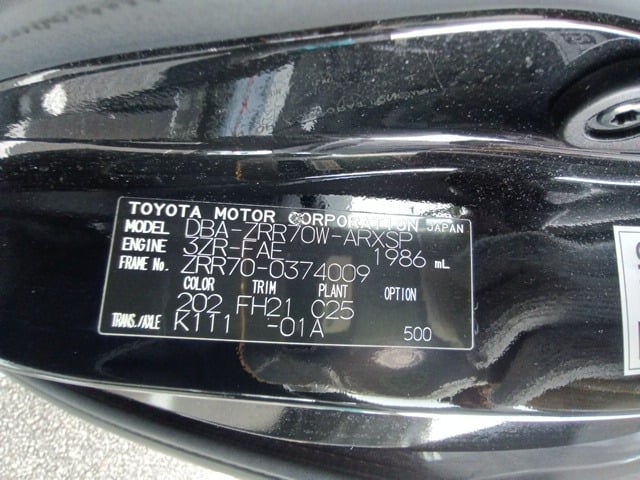 TOYOTA MOTOR CORPORATION JAPAN
MODEL DBA-ZRR70W-ARXSP
ENGINE 3ZR-FAE 1986 mL
FRAME No. ZRR70-0374009
COLOR TRIM PLANT OPTION
202 FH21 C25
TRANS./AXLE K111 -01A 500